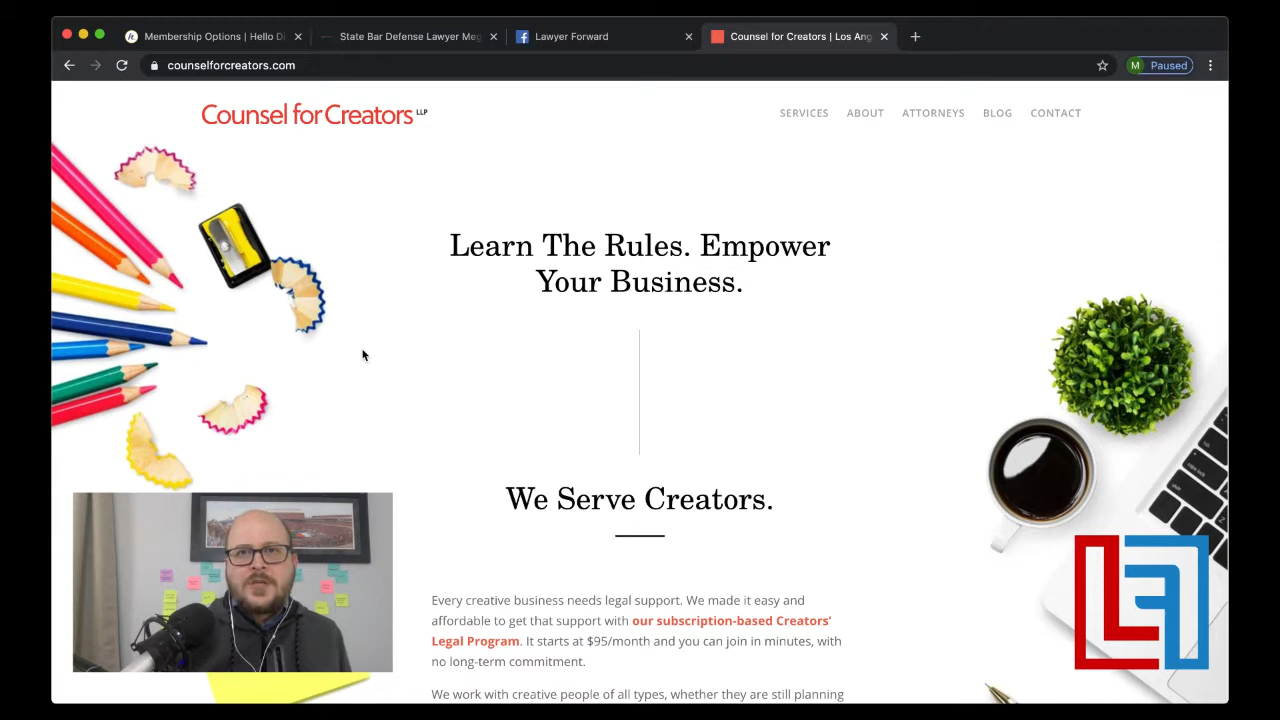 Membership Options | Hello Di
State Bar Defense Lawyer Meg
Lawyer Forward
Counsel for Creators | Los Ang
counselforcreators.com
M Paused
Counsel for Creators LLP
SERVICES ABOUT ATTORNEYS BLOG CONTACT
Learn The Rules. Empower
Your Business.
We Serve Creators.
Every creative business needs legal support. We made it easy and
affordable to get that support with our subscription-based Creators'
Legal Program. It starts at $95/month and you can join in minutes, with
no long-term commitment.
We work with creative people of all types, whether they are still planning
LF